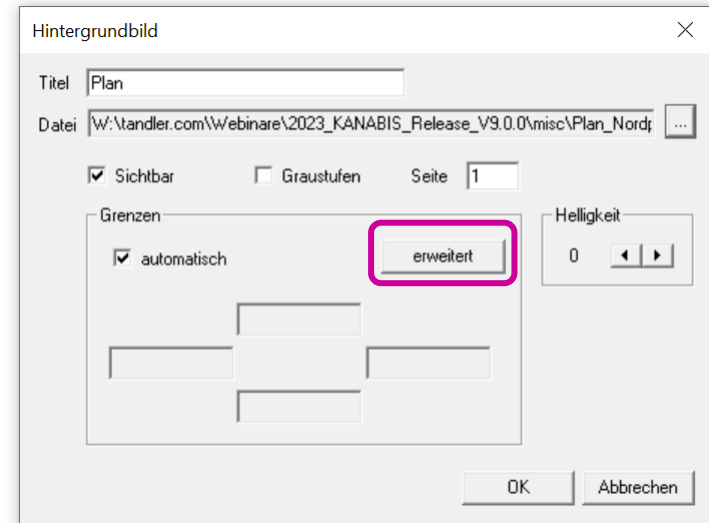 Hintergrundbild
Titel Plan
Datei W:\tandler.com\Webinare\2023_KANABIS_Release_V9.0.0\misc\Plan_Nordp ...
Sichtbar Graustufen Seite 1
Grenzen Helligkeit
automatisch erweitert 0
OK Abbrechen